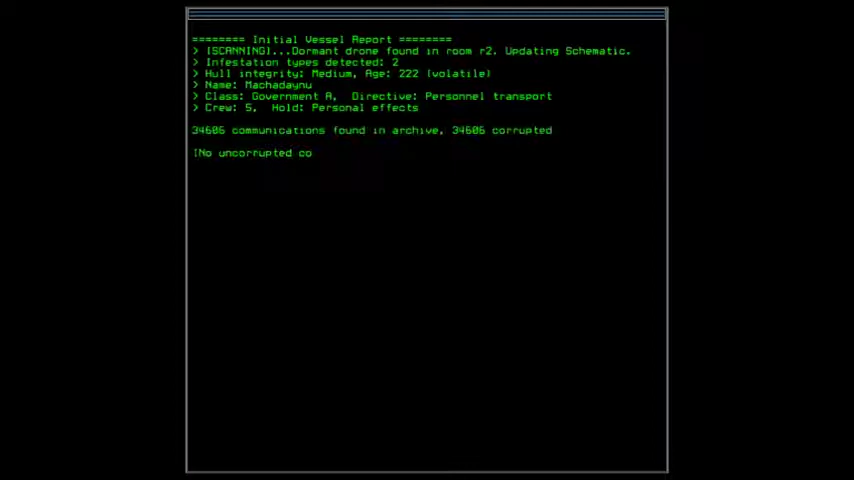 ======== Initial Vessel Report ========
> [SCANNING]...Dormant drone found in room r2. Updating Schematic.
> Infestation types detected: 2
> Hull integrity: Medium, Age: 222 (volatile)
> Name: Machadaynu
> Class: Government A,  Directive: Personnel transport
> Crew: 5,  Hold: Personal effects
34606 communications found in archive, 34606 corrupted
[No uncorrupted co